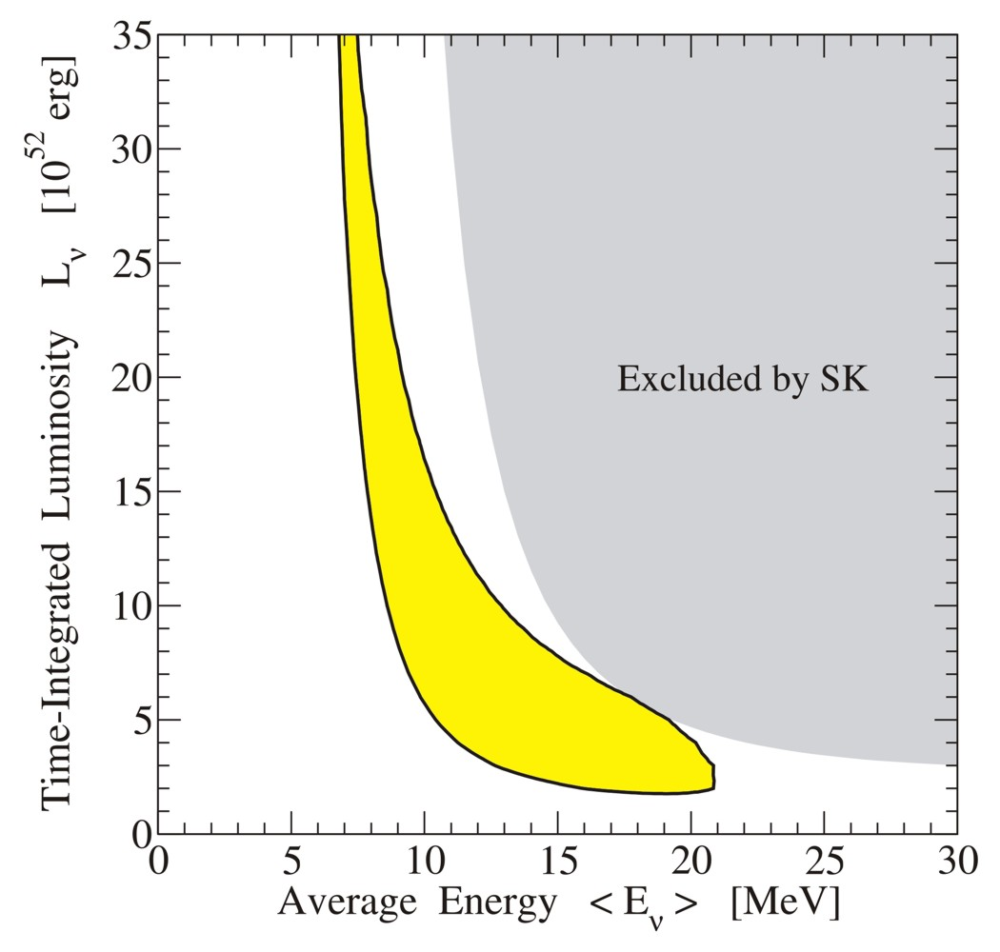 35
30
25
20
15
10
5
0
Time-Integrated Luminosity L_ν [10^52 erg]
Excluded by SK
0 5 10 15 20 25 30
Average Energy < E_ν > [MeV]